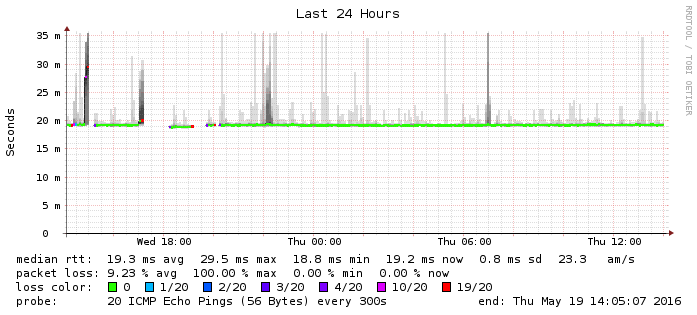 Last 24 Hours
RRDTOOL / TOBI OETIKER
Seconds
35 m
30 m
25 m
20 m
15 m
10 m
5 m
0
Wed 18:00 Thu 00:00 Thu 06:00 Thu 12:00
median rtt: 19.3 ms avg 29.5 ms max 18.8 ms min 19.2 ms now 0.8 ms sd 23.3 am/s
packet loss: 9.23 % avg 100.00 % max 0.00 % min 0.00 % now
loss color: 0 1/20 2/20 3/20 4/20 10/20 19/20
probe: 20 ICMP Echo Pings (56 Bytes) every 300s end: Thu May 19 14:05:07 2016